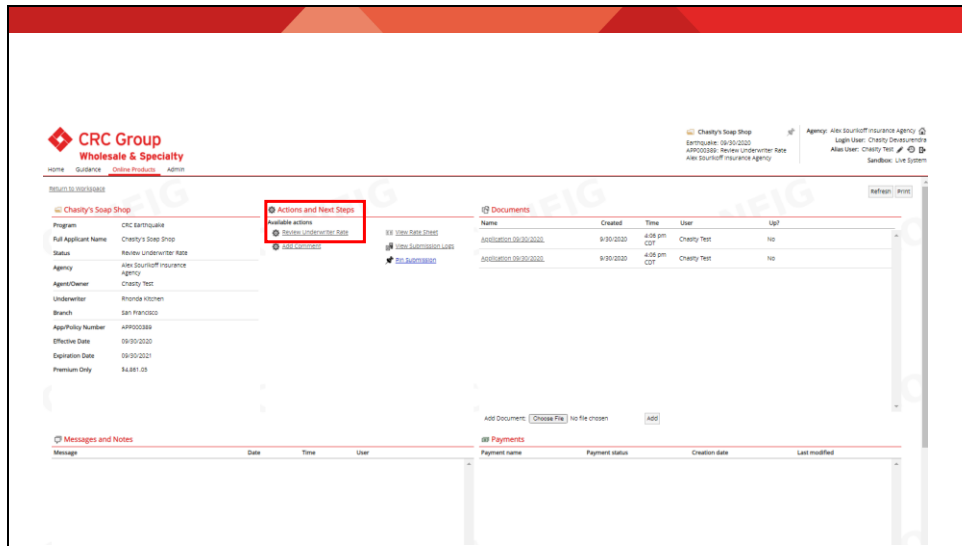 CRC Group
Wholesale & Specialty
Chasity's Soap Shop
Earthquake: 09/30/2020
APP000389: Review Underwriter Rate
Alex Sourikoff Insurance Agency
Agency: Alex Sourikoff Insurance Agency
Login User: Chasity Devasurendra
Alias User: Chasity Test
Sandbox: Live System
Home Guidance Online Products Admin
Return to workspace
Refresh Print
Chasity's Soap Shop
Program CRC Earthquake
Full Applicant Name Chasity's Soap Shop
Status Review Underwriter Rate
Agency Alex Sourikoff Insurance Agency
Agent/Owner Chasity Test
Underwriter Rhonda Kitchen
Branch San Francisco
App/Policy Number APP000389
Effective Date 09/30/2020
Expiration Date 09/30/2021
Premium Only $4,861.05
Actions and Next Steps
Available actions
Review Underwriter Rate View Rate Sheet
Add Comment View Submission Logs
Pin Submission
Documents
Name Created Time User Up?
Application 09/30/2020 9/30/2020 4:06 pm CDT Chasity Test No
Application 09/30/2020 9/30/2020 4:05 pm CDT Chasity Test No
Add Document: Choose File No file chosen Add
Messages and Notes
Message Date Time User
Payments
Payment name Payment status Creation date Last modified